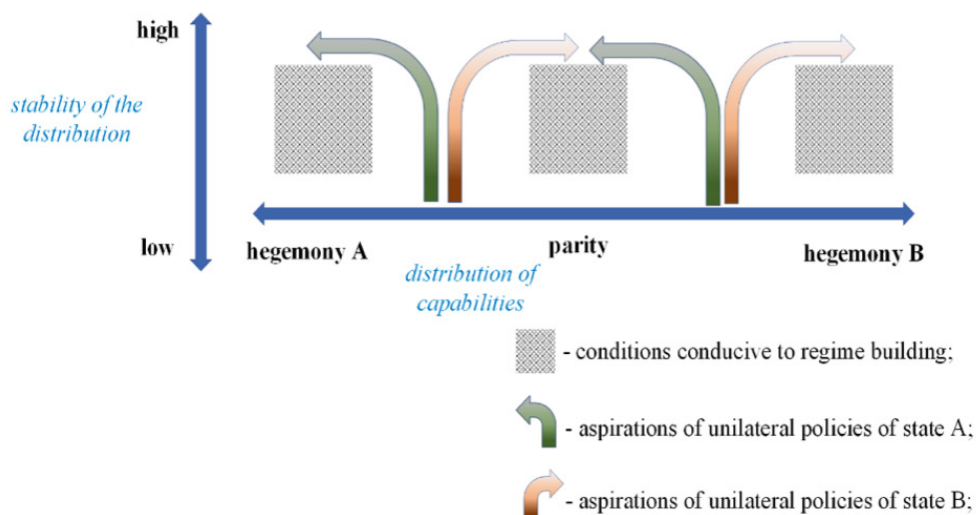 high
stability of the
distribution
low
hegemony A
parity
hegemony B
distribution of
capabilities
- conditions conducive to regime building;
- aspirations of unilateral policies of state A;
- aspirations of unilateral policies of state B;